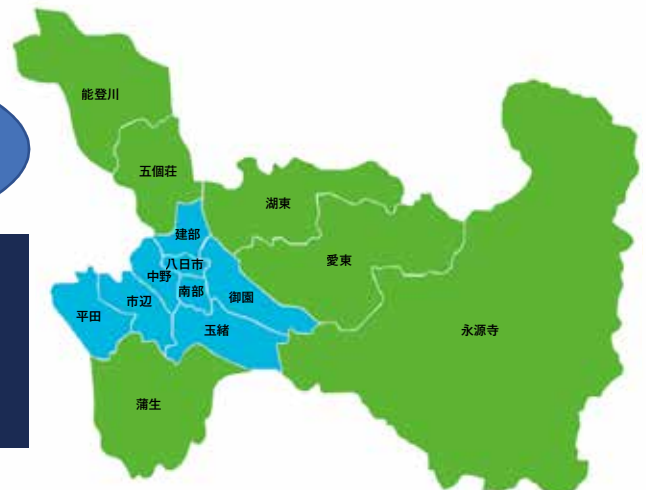 能登川
五個荘
湖東
建部
愛東
八日市
中野
南部
御園
市辺
平田
玉緒
永源寺
蒲生